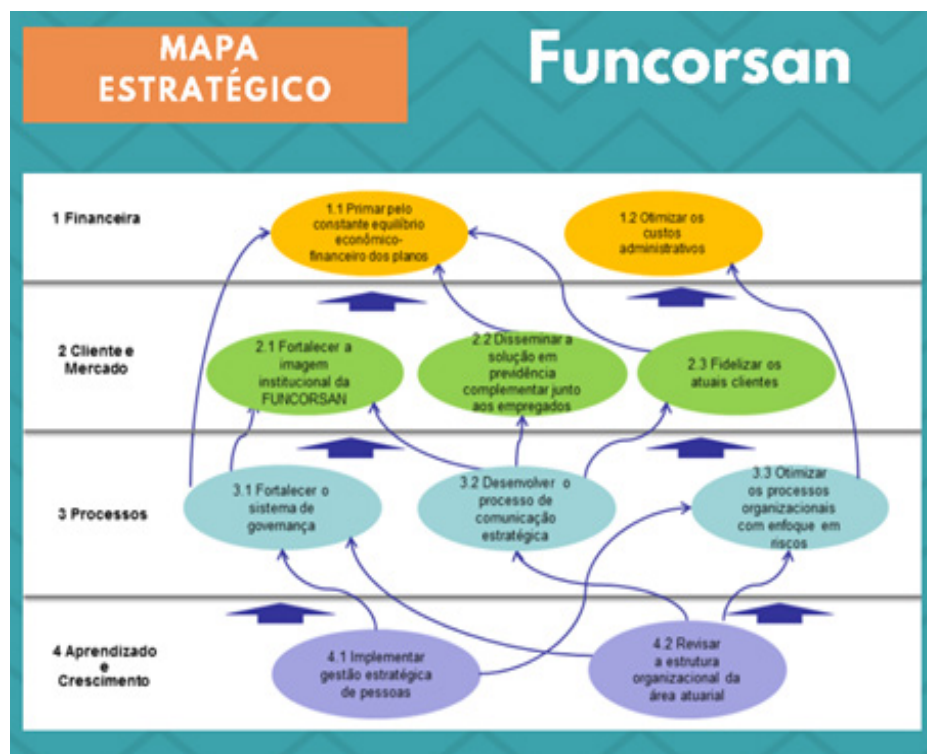 MAPA
ESTRATÉGICO
Funcorsan
1 Financeira
1.1 Primar pelo
constante equilíbrio
econômico-
financeiro dos planos
1.2 Otimizar os
custos
administrativos
2 Cliente e
Mercado
2.1 Fortalecer a
imagem
institucional da
FUNCORSAN
2.2 Disseminar a
solução em
previdência
complementar junto
aos empregados
2.3 Fidelizar os
atuais clientes
3 Processos
3.1 Fortalecer o
sistema de
governança
3.2 Desenvolver o
processo de
comunicação
estratégica
3.3 Otimizar
os processos
organizacionais
com enfoque em
riscos
4 Aprendizado
e
Crescimento
4.1 Implementar
gestão estratégica
de pessoas
4.2 Revisar
a estrutura
organizacional da
área atuarial